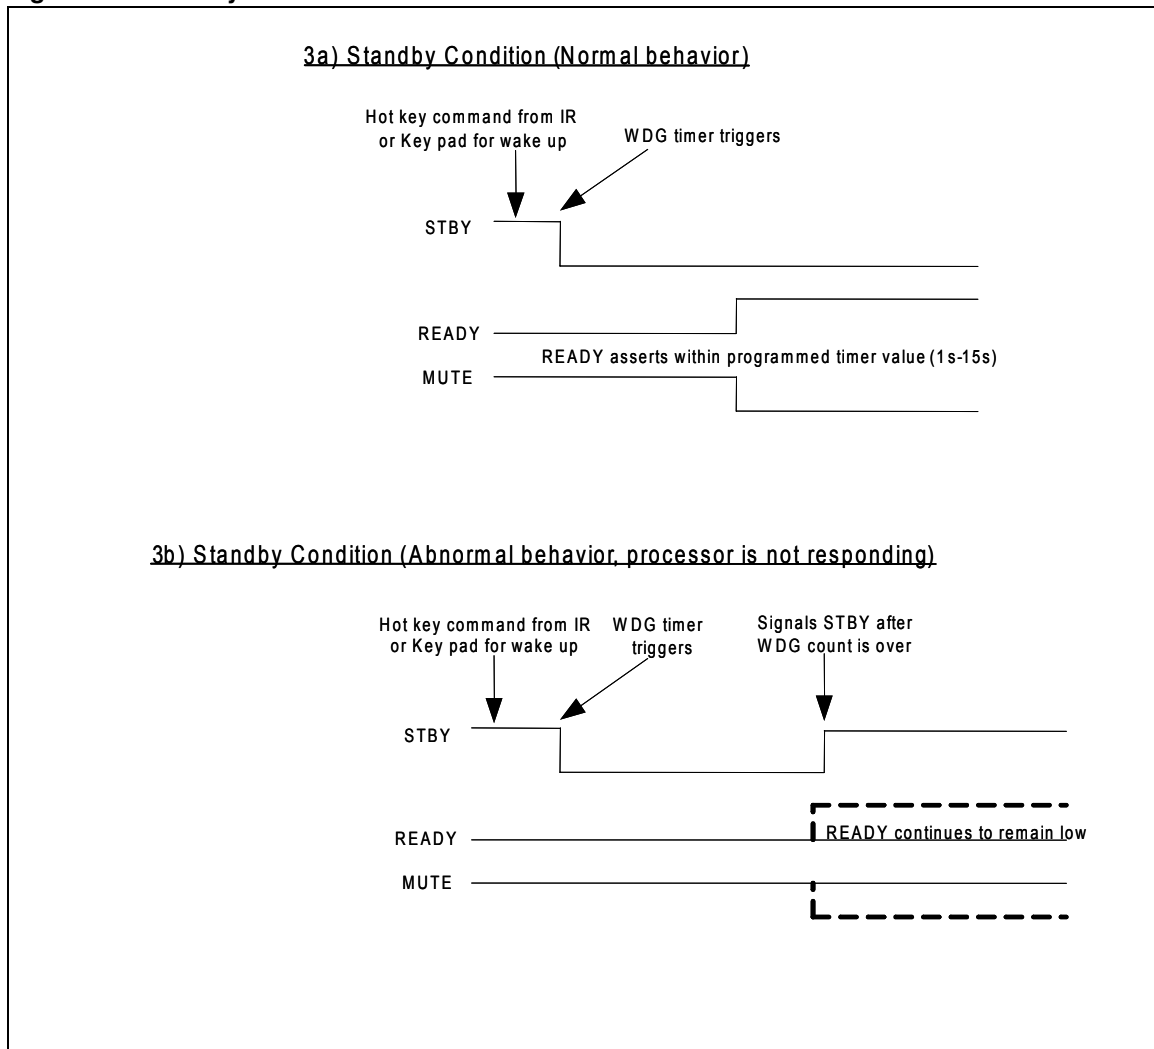 3a) Standby Condition (Normal behavior)
Hot key command from IR
or Key pad for wake up
WDG timer triggers
STBY
READY
READY asserts within programmed timer value (1s-15s)
MUTE
3b) Standby Condition (Abnormal behavior, processor is not responding)
Hot key command from IR
or Key pad for wake up
WDG timer
triggers
Signals STBY after
WDG count is over
STBY
READY
READY continues to remain low
MUTE